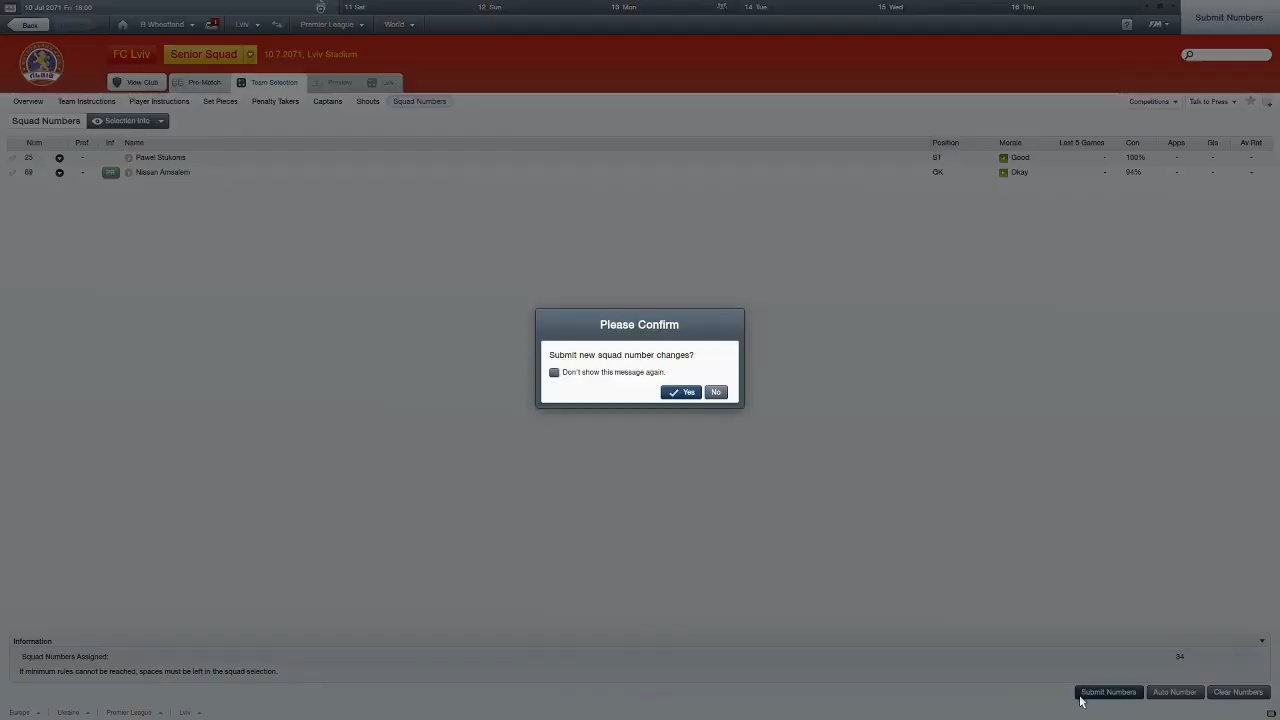 10 Jul 2071 Fri 18:00
11 Sat
12 Sun
13 Mon
14 Tue
15 Wed
16 Thu
Submit Numbers
Back
B Wheatland
Lviv
Premier League
World
FM
FC Lviv
Senior Squad
10.7.2071, Lviv Stadium
View Club
Pre-Match
Team Selection
Preview
Live
Overview
Team Instructions
Player Instructions
Set Pieces
Penalty Takers
Captains
Shouts
Squad Numbers
Competitions
Talk to Press
Squad Numbers
Selection Info
Num Pref Inf Name Position Morale Last 5 Games Con Apps Gls Av Rat
25 - Pawel Stukonis ST Good - 100% - - -
69 - Nissan Amsalem GK Okay - 94% - - -
Please Confirm
Submit new squad number changes?
Don't show this message again.
Yes
No
Information
Squad Numbers Assigned: 34
If minimum rules cannot be reached, spaces must be left in the squad selection.
Submit Numbers
Auto Number
Clear Numbers
Europe
Ukraine
Premier League
Lviv